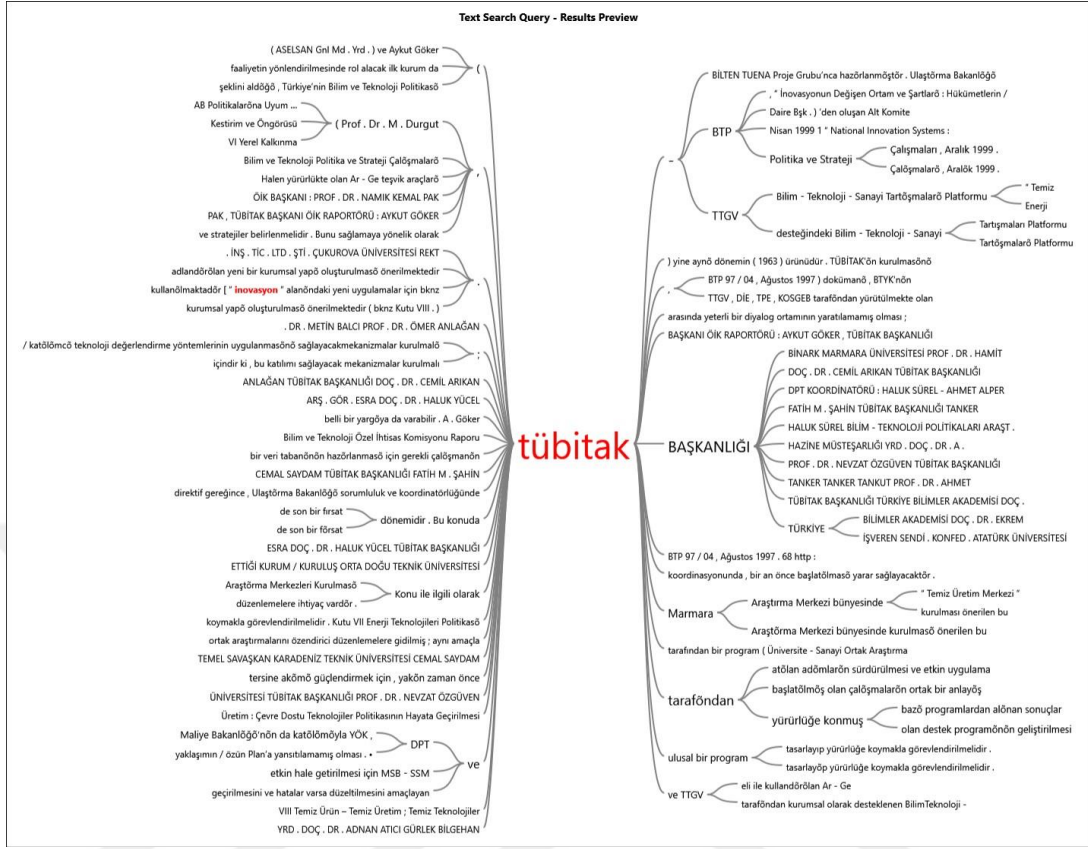 Text Search Query - Results Preview
( ASELSAN Gnl Md . Yrd . ) ve Aykut Göker
faaliyetin yönlendirilmesinde rol alacak ilk kurum da
(
şeklini aldõğõ , Türkiye'nin Bilim ve Teknoloji Politikasõ
AB Politikalarõna Uyum ...
Kestirim ve Öngörüsü
( Prof . Dr . M . Durgut
VI Yerel Kalkınma
Bilim ve Teknoloji Politika ve Strateji Çalõşmalarõ
Halen yürürlükte olan Ar - Ge teşvik araçlarõ
,
ÖİK BAŞKANI : PROF . DR . NAMIK KEMAL PAK
PAK , TÜBİTAK BAŞKANI ÖİK RAPORTÖRÜ : AYKUT GÖKER
ve stratejiler belirlenmelidir . Bunu sağlamaya yönelik olarak
. İNŞ . TİC . LTD . ŞTİ . ÇUKUROVA ÜNİVERSİTESİ REKT
adlandõrõlan yeni bir kurumsal yapõ oluşturulmasõ önerilmektedir
.
kullanõlmaktadõr [ " inovasyon " alanõndaki yeni uygulamalar için bknz
kurumsal yapõ oluşturulmasõ önerilmektedir ( bknz Kutu VIII . )
. DR . METİN BALCI PROF . DR . ÖMER ANLAĞAN
/ katõlõmcõ teknoloji değerlendirme yöntemlerinin uygulanmasõnõ sağlayacakmekanizmalar kurulmalõ
;
içindir ki , bu katılımı sağlayacak mekanizmalar kurulmalı
ANLAĞAN TÜBİTAK BAŞKANLIĞI DOÇ . DR . CEMİL ARIKAN
ARŞ . GÖR . ESRA DOÇ . DR . HALUK YÜCEL
belli bir yargõya da varabilir . A . Göker
Bilim ve Teknoloji Özel İhtisas Komisyonu Raporu
bir veri tabanõnõn hazõrlanmasõ için gerekli çalõşmanõn
CEMAL SAYDAM TÜBİTAK BAŞKANLIĞI FATİH M . ŞAHİN
direktif gereğince , Ulaştõrma Bakanlõğõ sorumluluk ve koordinatörlüğünde
de son bir fırsat
dönemidir . Bu konuda
de son bir fõrsat
ESRA DOÇ . DR . HALUK YÜCEL TÜBİTAK BAŞKANLIĞI
ETTİĞİ KURUM / KURULUŞ ORTA DOĞU TEKNİK ÜNİVERSİTESİ
Araştõrma Merkezleri Kurulmasõ
Konu ile ilgili olarak
düzenlemelere ihtiyaç vardõr .
koymakla görevlendirilmelidir . Kutu VII Enerji Teknolojileri Politikasõ
ortak araştırmalarını özendirici düzenlemelere gidilmiş ; aynı amaçla
TEMEL SAVAŞKAN KARADENİZ TEKNİK ÜNİVERSİTESİ CEMAL SAYDAM
tersine akõmõ güçlendirmek için , yakõn zaman önce
ÜNİVERSİTESİ TÜBİTAK BAŞKANLIĞI PROF . DR . NEVZAT ÖZGÜVEN
Üretim : Çevre Dostu Teknolojiler Politikasının Hayata Geçirilmesi
Maliye Bakanlõğõ'nõn da katõlõmõyla YÖK ,
DPT
yaklaşımın / özün Plan'a yansıtılamamış olması . •
ve
etkin hale getirilmesi için MSB - SSM
geçirilmesini ve hatalar varsa düzeltilmesini amaçlayan
VIII Temiz Ürün – Temiz Üretim ; Temiz Teknolojiler
YRD . DOÇ . DR . ADNAN ATICI GÜRLEK BİLGEHAN
tübitak
-
BİLTEN TUENA Proje Grubu'nca hazõrlanmõştõr . Ulaştõrma Bakanlõğõ
BTP
, " İnovasyonun Değişen Ortam ve Şartlarõ : Hükümetlerin /
Daire Bşk . ) 'den oluşan Alt Komite
Nisan 1999 1 " National Innovation Systems :
Politika ve Strateji
Çalışmaları , Aralık 1999 .
Çalõşmalarõ , Aralõk 1999 .
TTGV
Bilim - Teknoloji - Sanayi Tartõşmalarõ Platformu
" Temiz
Enerji
desteğindeki Bilim - Teknoloji - Sanayi
Tartışmaları Platformu
Tartõşmalarõ Platformu
) yine aynõ dönemin ( 1963 ) ürünüdür . TÜBİTAK'õn kurulmasõnõ
,
BTP 97 / 04 , Ağustos 1997 ) dokümanõ , BTYK'nõn
TTGV , DİE , TPE , KOSGEB tarafõndan yürütülmekte olan
arasında yeterli bir diyalog ortamının yaratılamamış olması ;
BAŞKANI ÖİK RAPORTÖRÜ : AYKUT GÖKER , TÜBİTAK BAŞKANLIĞI
BAŞKANLIĞI
BİNARK MARMARA ÜNİVERSİTESİ PROF . DR . HAMİT
DOÇ . DR . CEMİL ARIKAN TÜBİTAK BAŞKANLIĞI
DPT KOORDİNATÖRÜ : HALUK SÜREL - AHMET ALPER
FATİH M . ŞAHİN TÜBİTAK BAŞKANLIĞI TANKER
HALUK SÜREL BİLİM - TEKNOLOJİ POLİTİKALARI ARAŞT .
HAZİNE MÜSTEŞARLIĞI YRD . DOÇ . DR . A .
PROF . DR . NEVZAT ÖZGÜVEN TÜBİTAK BAŞKANLIĞI
TANKER TANKER TANKUT PROF . DR . AHMET
TÜBİTAK BAŞKANLIĞI TÜRKİYE BİLİMLER AKADEMİSİ DOÇ .
TÜRKİYE
BİLİMLER AKADEMİSİ DOÇ . DR . EKREM
İŞVEREN SENDİ . KONFED . ATATÜRK ÜNİVERSİTESİ
BTP 97 / 04 , Ağustos 1997 . 68 http :
koordinasyonunda , bir an önce başlatõlmasõ yarar sağlayacaktõr .
Marmara
Araştırma Merkezi bünyesinde
" Temiz Üretim Merkezi "
kurulması önerilen bu
Araştõrma Merkezi bünyesinde kurulmasõ önerilen bu
tarafından bir program ( Üniversite - Sanayi Ortak Araştırma
tarafõndan
atõlan adõmlarõn sürdürülmesi ve etkin uygulama
başlatõlmõş olan çalõşmalarõn ortak bir anlayõş
yürürlüğe konmuş
bazõ programlardan alõnan sonuçlar
olan destek programõnõn geliştirilmesi
ulusal bir program
tasarlayıp yürürlüğe koymakla görevlendirilmelidir .
tasarlayõp yürürlüğe koymakla görevlendirilmelidir .
ve TTGV
eli ile kullandõrõlan Ar - Ge
tarafõndan kurumsal olarak desteklenen BilimTeknoloji -